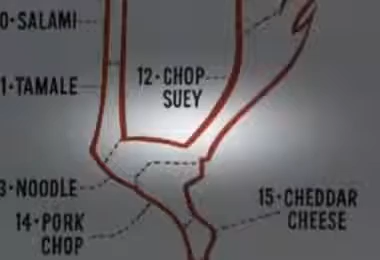 0·SALAMI
1·TAMALE
12·CHOP
SUEY
3·NOODLE
14·PORK
CHOP
15·CHEDDAR
CHEESE